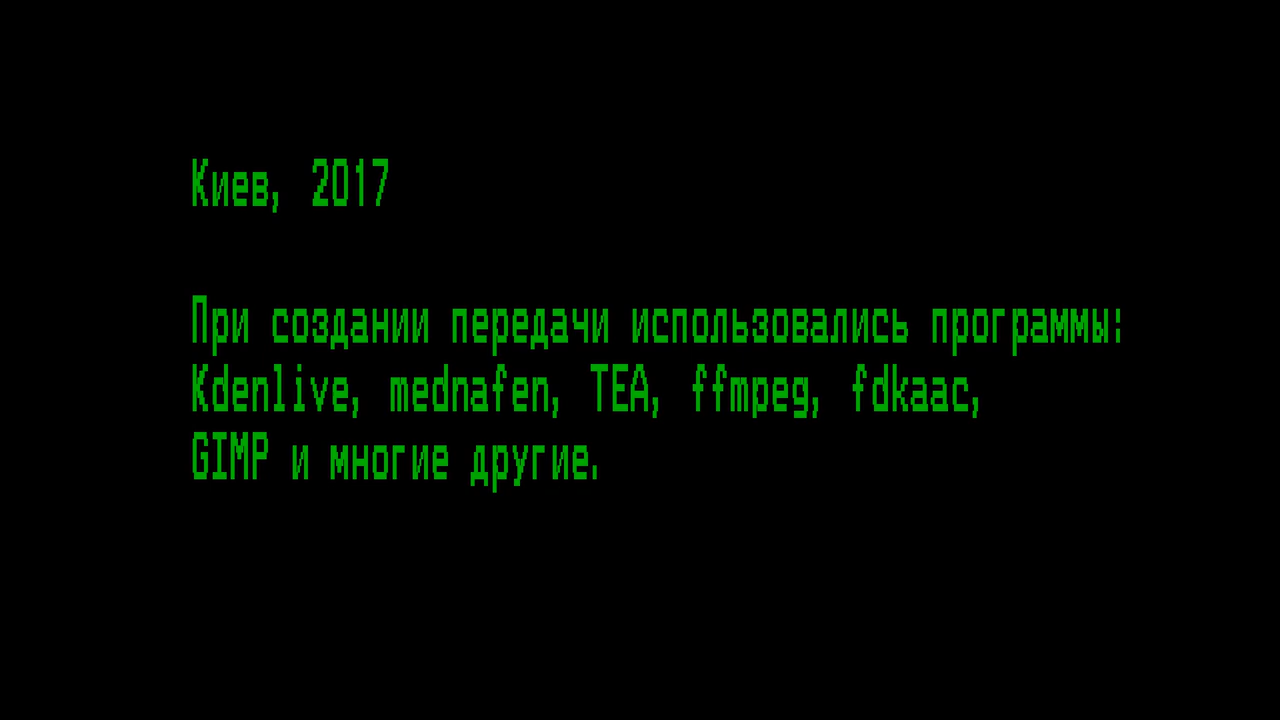 Киев, 2017
При создании передачи использовались программы:
Kdenlive, mednafen, TEA, ffmpeg, fdkaac,
GIMP и многие другие.